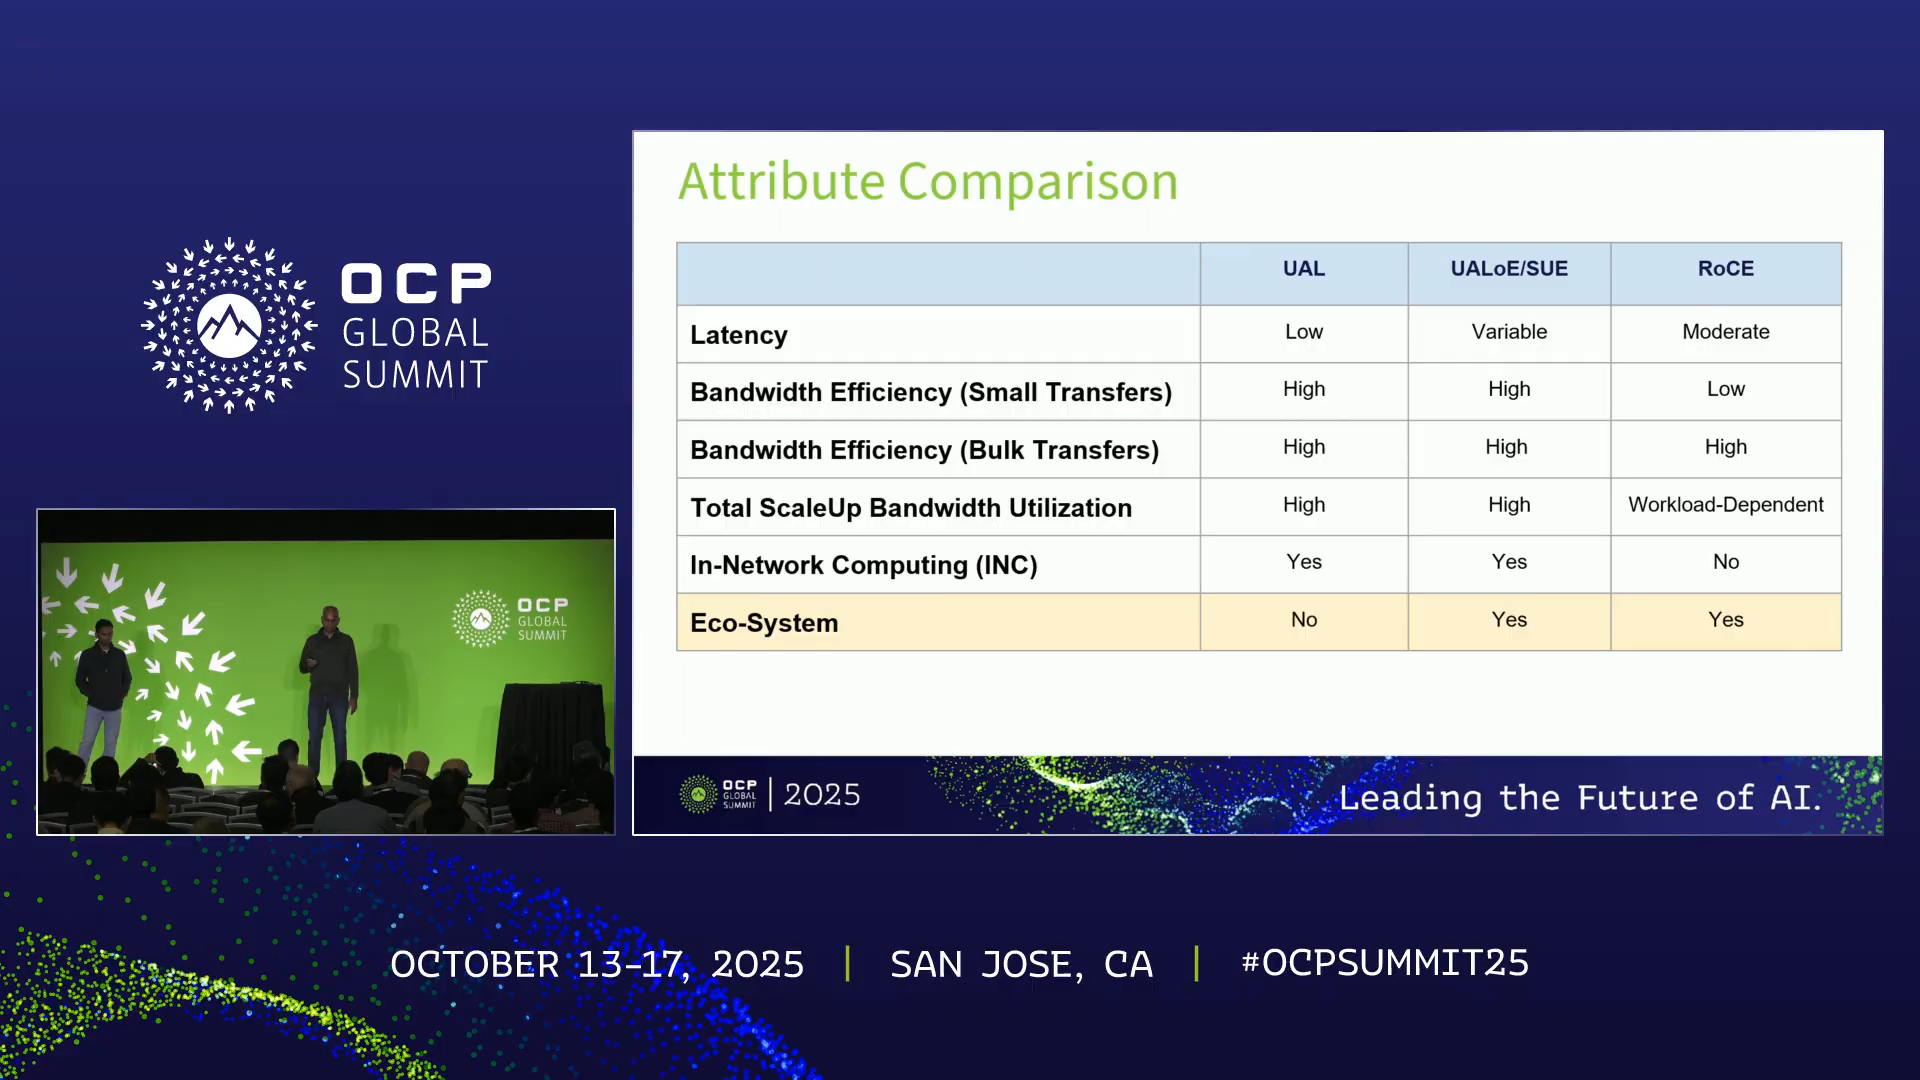 OCP
GLOBAL
SUMMIT
Attribute Comparison
UAL UALoE/SUE RoCE
Latency Low Variable Moderate
Bandwidth Efficiency (Small Transfers) High High Low
Bandwidth Efficiency (Bulk Transfers) High High High
Total ScaleUp Bandwidth Utilization High High Workload-Dependent
In-Network Computing (INC) Yes Yes No
Eco-System No Yes Yes
OCP
GLOBAL
SUMMIT
OCP
GLOBAL
SUMMIT
2025
Leading the Future of AI.
OCTOBER 13-17, 2025 | SAN JOSE, CA | #OCPSUMMIT25